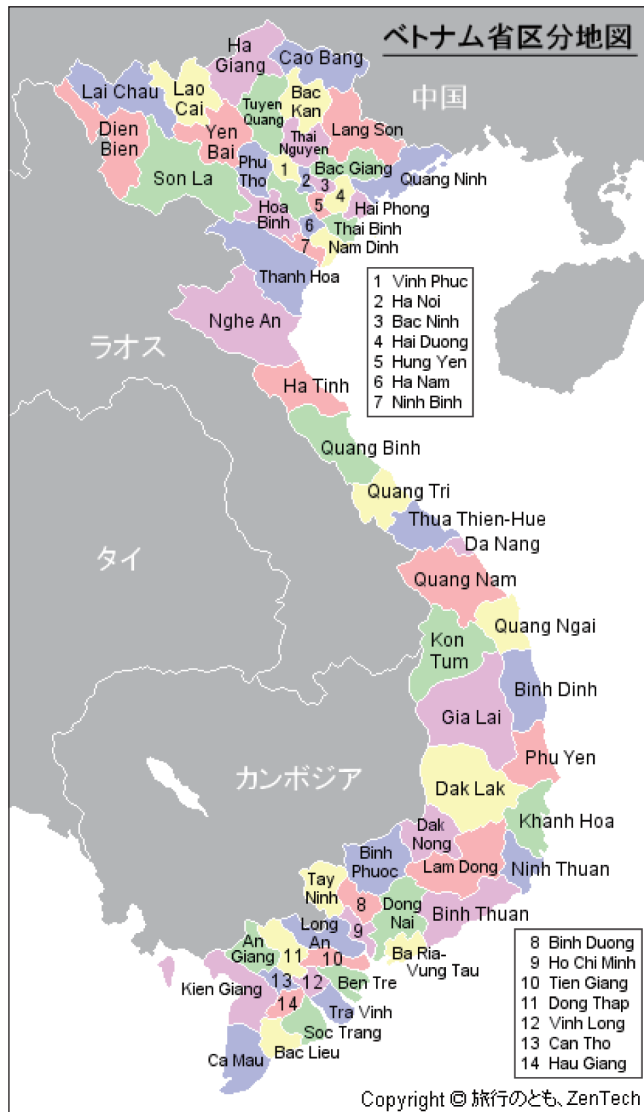 ベトナム省区分地図
Ha
Giang
Cao Bang
Lai Chau
Lao
Cai
Bac
Kan
中国
Tuyen
Quang
Dien
Bien
Yen
Bai
Thai
Nguyen
Lang Son
Phu
Tho
1
Bac Giang
Son La
2
3
4
Quang Ninh
Hoa
Binh
5
Hai Phong
6
Thai Binh
7
Nam Dinh
Thanh Hoa
1 Vinh Phuc
2 Ha Noi
3 Bac Ninh
4 Hai Duong
5 Hung Yen
6 Ha Nam
7 Ninh Binh
Nghe An
ラオス
Ha Tinh
Quang Binh
Quang Tri
Thua Thien-Hue
Da Nang
タイ
Quang Nam
Quang Ngai
Kon
Tum
Binh Dinh
Gia Lai
Phu Yen
カンボジア
Dak Lak
Khanh Hoa
Dak
Nong
Binh
Phuoc
Lam Dong
Ninh Thuan
Tay
Ninh
8
Dong
Nai
Binh Thuan
Long
An
9
An
Giang
11
10
Ba Ria-
Vung Tau
Kien Giang
13
12
Ben Tre
14
Tra Vinh
Soc Trang
Ca Mau
Bac Lieu
8 Binh Duong
9 Ho Chi Minh
10 Tien Giang
11 Dong Thap
12 Vinh Long
13 Can Tho
14 Hau Giang
Copyright © 旅行のとも、ZenTech